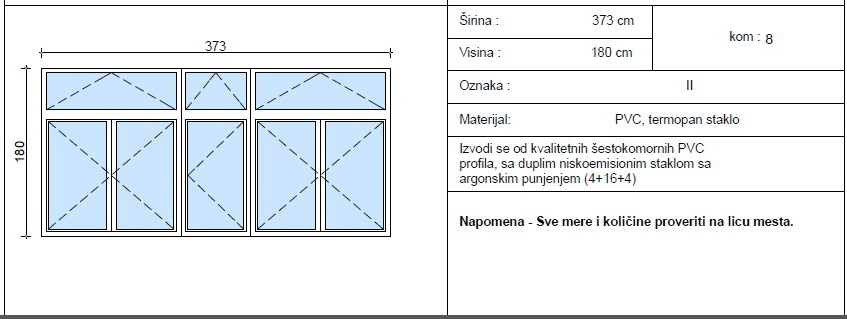 373
180
Širina : 373 cm
kom : 8
Visina : 180 cm
Oznaka : II
Materijal: PVC, termopan staklo
Izvodi se od kvalitetnih šestokomornih PVC
profila, sa duplim niskoemisionim staklom sa
argonskim punjenjem (4+16+4)
Napomena - Sve mere i količine proveriti na licu mesta.